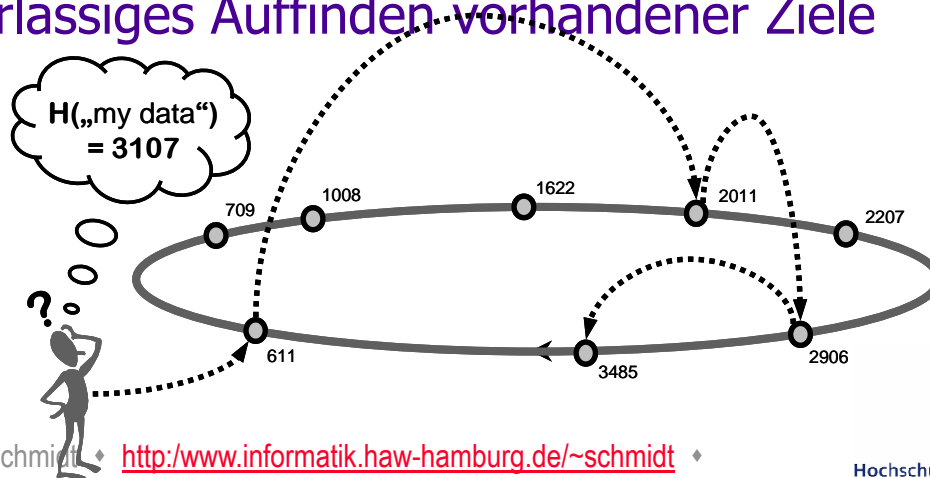 rlässiges Auffinden vorhandener Ziele
H(„my data“)
= 3107
709
1008
1622
2011
2207
?
611
3485
2906
chmidt ♦ http:/www.informatik.haw-hamburg.de/~schmidt ♦
Hochschu